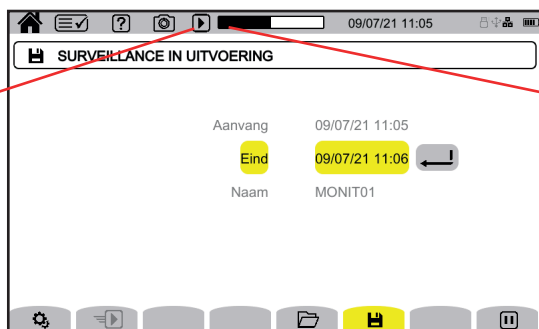 09/07/21 11:05
SURVEILLANCE IN UITVOERING
Aanvang 09/07/21 11:05
Eind 09/07/21 11:06
Naam MONIT01